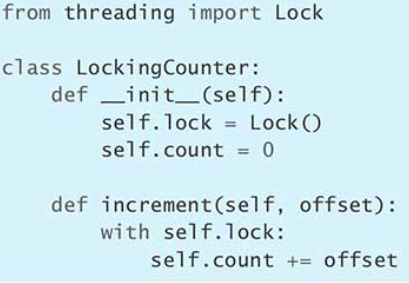 from threading import Lock
class LockingCounter:
    def __init__(self):
        self.lock = Lock()
        self.count = 0
    def increment(self, offset):
        with self.lock:
            self.count += offset